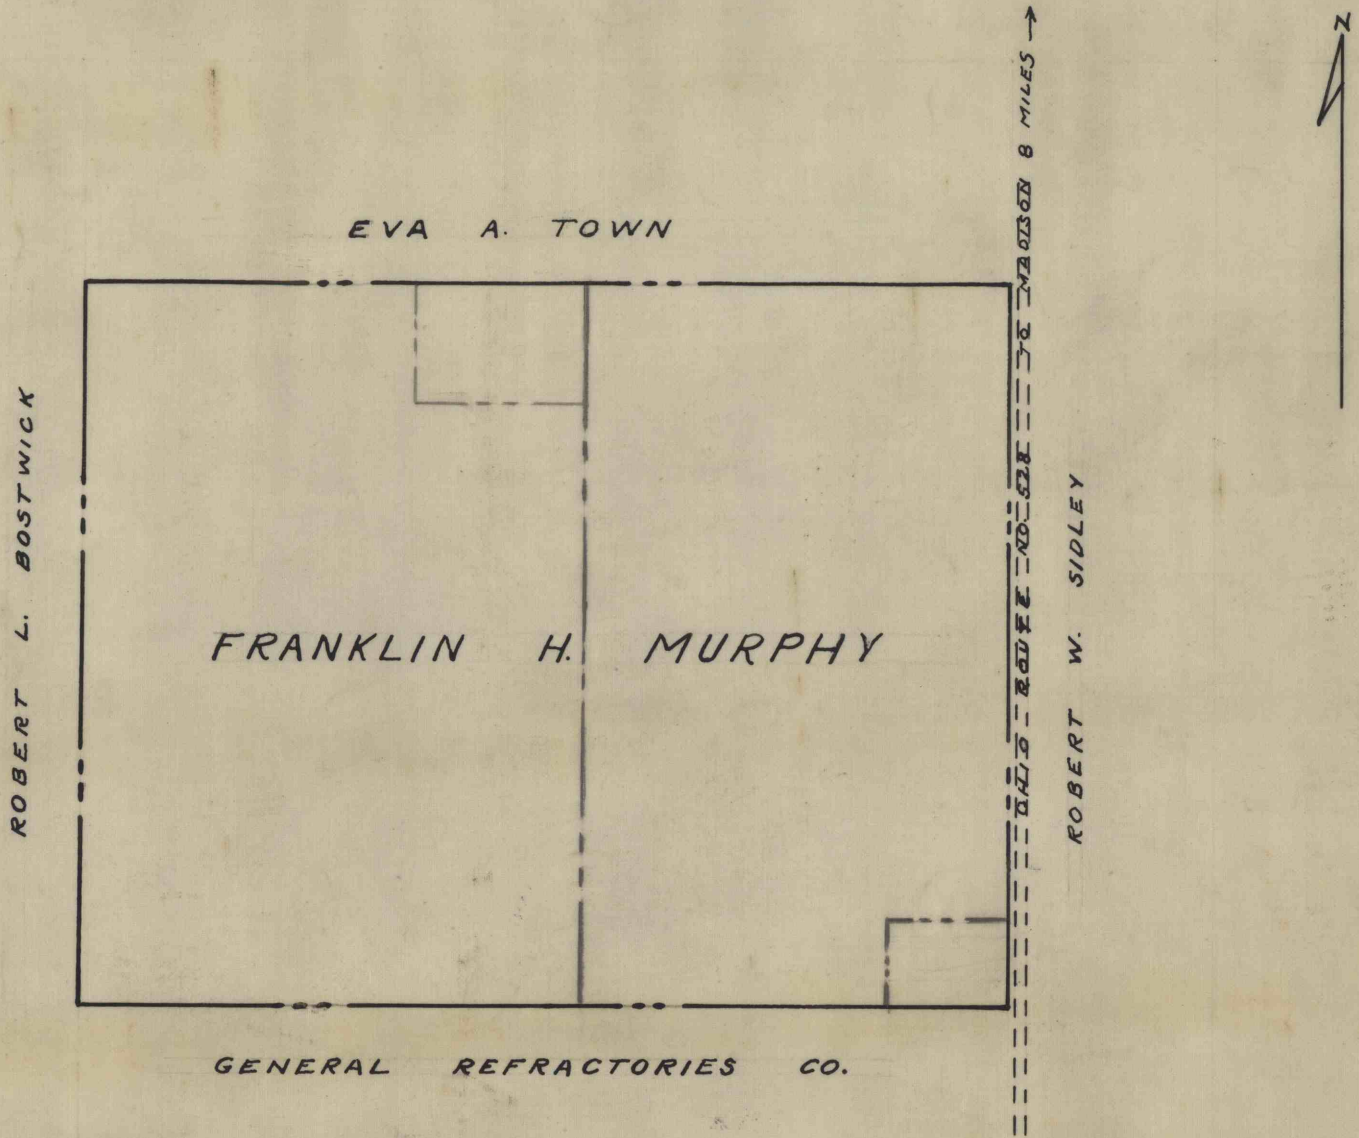 N
EVA A. TOWN
ROBERT L. BOSTWICK
FRANKLIN H. MURPHY
OHIO ROUTE NO. 528 TO MADISON 8 MILES →
ROBERT W. SIDLEY
GENERAL REFRACTORIES CO.